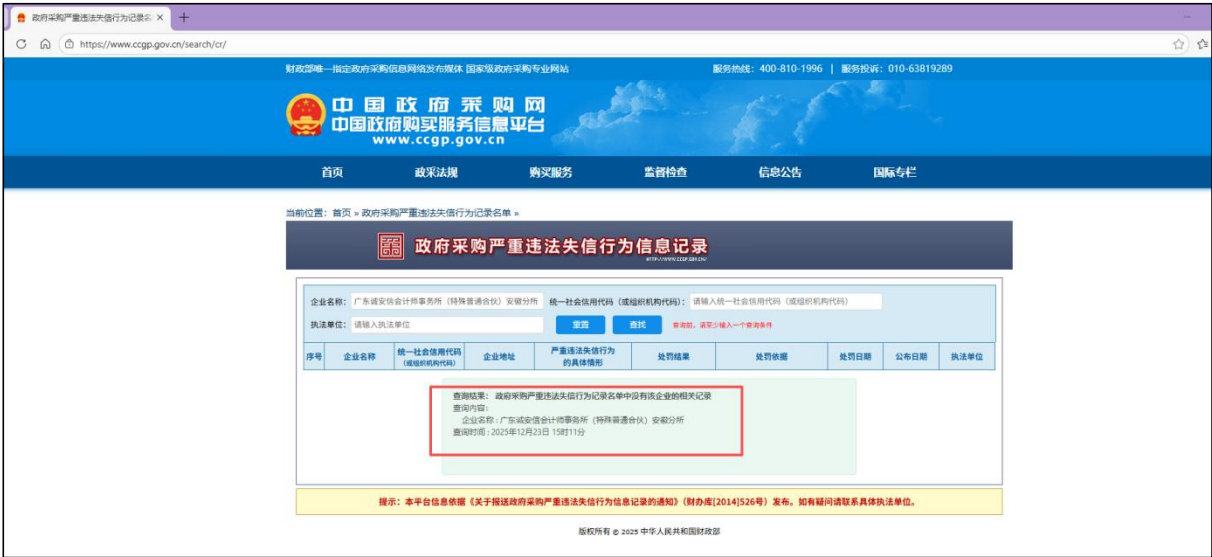 政府采购严重违法失信行为记录名
https://www.ccgp.gov.cn/search/cr/
财政部唯一指定政府采购信息网络发布媒体 国家级政府采购专业网站
服务热线：400-810-1996 | 服务投诉：010-63819289
中国政府采购网
中国政府购买服务信息平台
www.ccgp.gov.cn
首页 政采法规 购买服务 监督检查 信息公告 国际专栏
当前位置：首页 » 政府采购严重违法失信行为记录名单 »
政府采购严重违法失信行为信息记录
HTTP://WWW.CCGP.GOV.CN/
企业名称：广东诚安信会计师事务所（特殊普通合伙）安徽分所 统一社会信用代码（或组织机构代码）：请输入统一社会信用代码（或组织机构代码）
执法单位：请输入执法单位 重置 查找 查询前，请至少输入一个查询条件
序号 企业名称 统一社会信用代码（或组织机构代码） 企业地址 严重违法失信行为的具体情形 处罚结果 处罚依据 处罚日期 公布日期 执法单位
查询结果： 政府采购严重违法失信行为记录名单中没有该企业的相关记录
查询内容：
企业名称：广东诚安信会计师事务所（特殊普通合伙）安徽分所
查询时间：2025年12月23日 15时11分
提示：本平台信息依据《关于报送政府采购严重违法失信行为信息记录的通知》（财办库[2014]526号）发布。如有疑问请联系具体执法单位。
版权所有 © 2025 中华人民共和国财政部